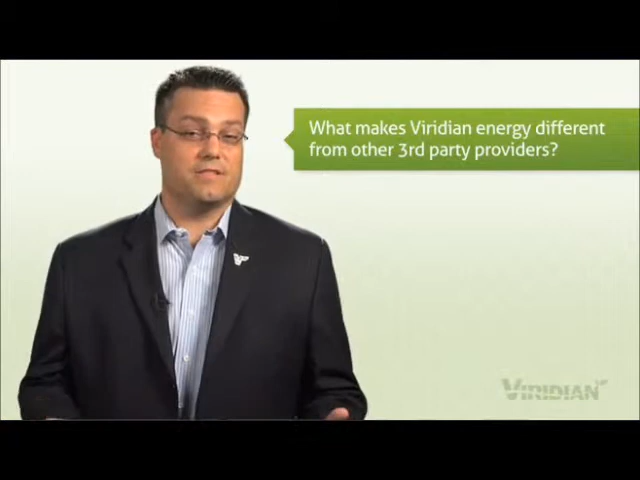 What makes Viridian energy different
from other 3rd party providers?
VIRIDIAN